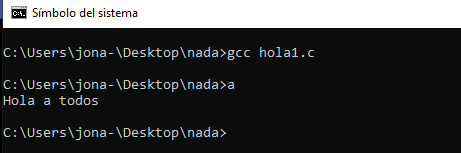 Símbolo del sistema
C:\Users\jona-\Desktop\nada>gcc hola1.c
C:\Users\jona-\Desktop\nada>a
Hola a todos
C:\Users\jona-\Desktop\nada>